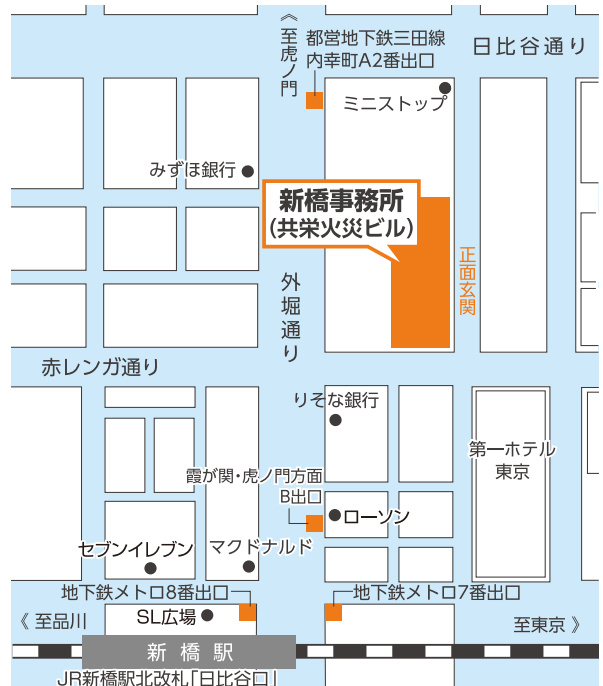 《 至虎ノ門
都営地下鉄三田線
内幸町A2番出口
日比谷通り
ミニストップ
みずほ銀行
新橋事務所
(共栄火災ビル)
正面玄関
外堀通り
赤レンガ通り
りそな銀行
第一ホテル
東京
霞が関・虎ノ門方面
B出口
ローソン
セブンイレブン
マクドナルド
地下鉄メトロ8番出口
地下鉄メトロ7番出口
《 至品川
SL広場
至東京 》
新橋駅
JR新橋駅北改札「日比谷口」